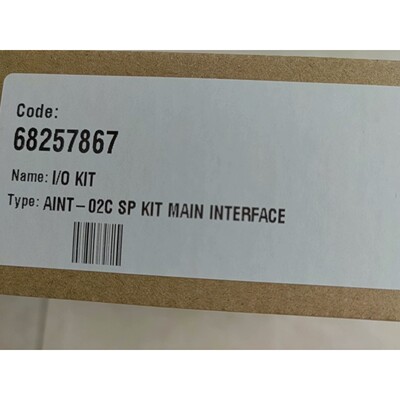 Code:
68257867
Name: I/O KIT
Type: AINT-02C SP KIT MAIN INTERFACE